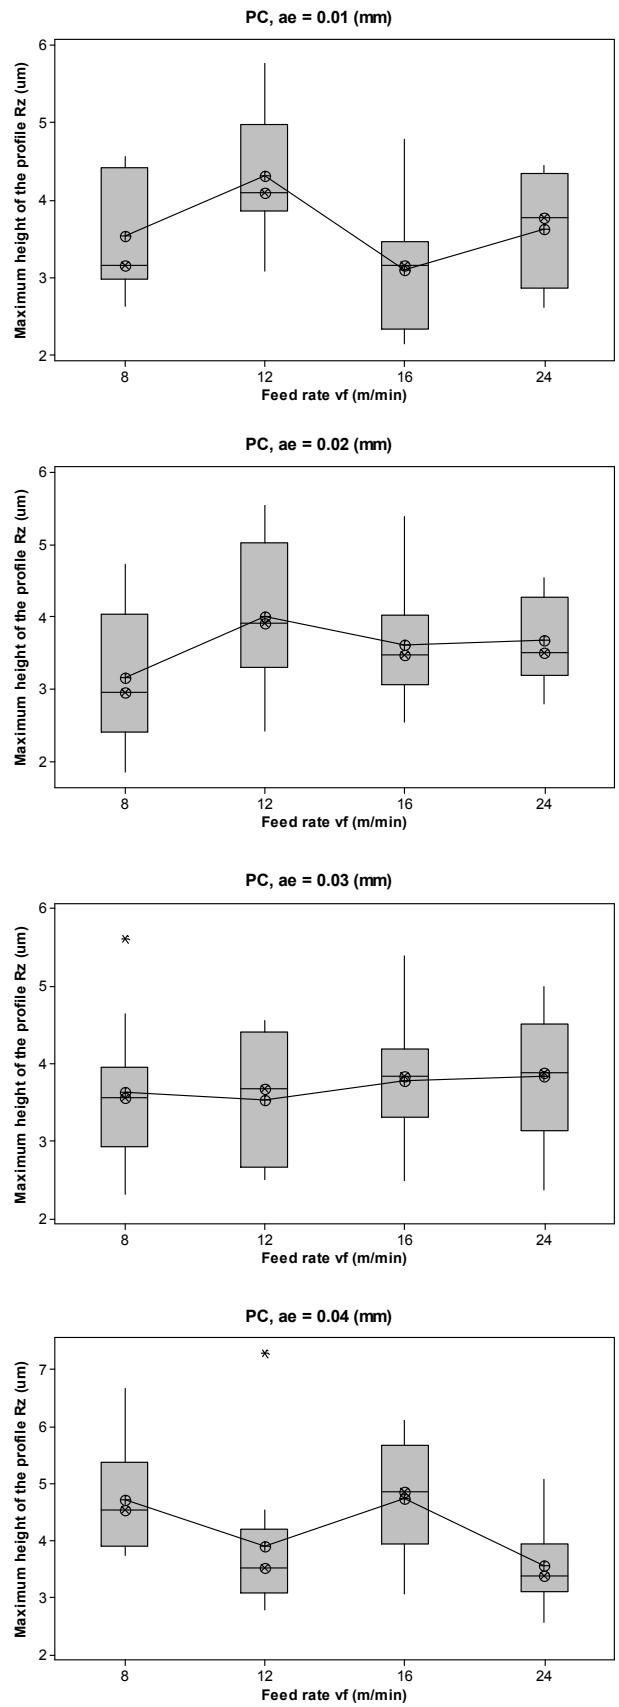 PC, ae = 0.01 (mm)
Maximum height of the profile Rz (um)
6
5
4
3
2
8 12 16 24
Feed rate vf (m/min)
PC, ae = 0.02 (mm)
Maximum height of the profile Rz (um)
6
5
4
3
2
8 12 16 24
Feed rate vf (m/min)
PC, ae = 0.03 (mm)
Maximum height of the profile Rz (um)
6
5
4
3
2
8 12 16 24
Feed rate vf (m/min)
PC, ae = 0.04 (mm)
Maximum height of the profile Rz (um)
7
6
5
4
3
2
8 12 16 24
Feed rate vf (m/min)